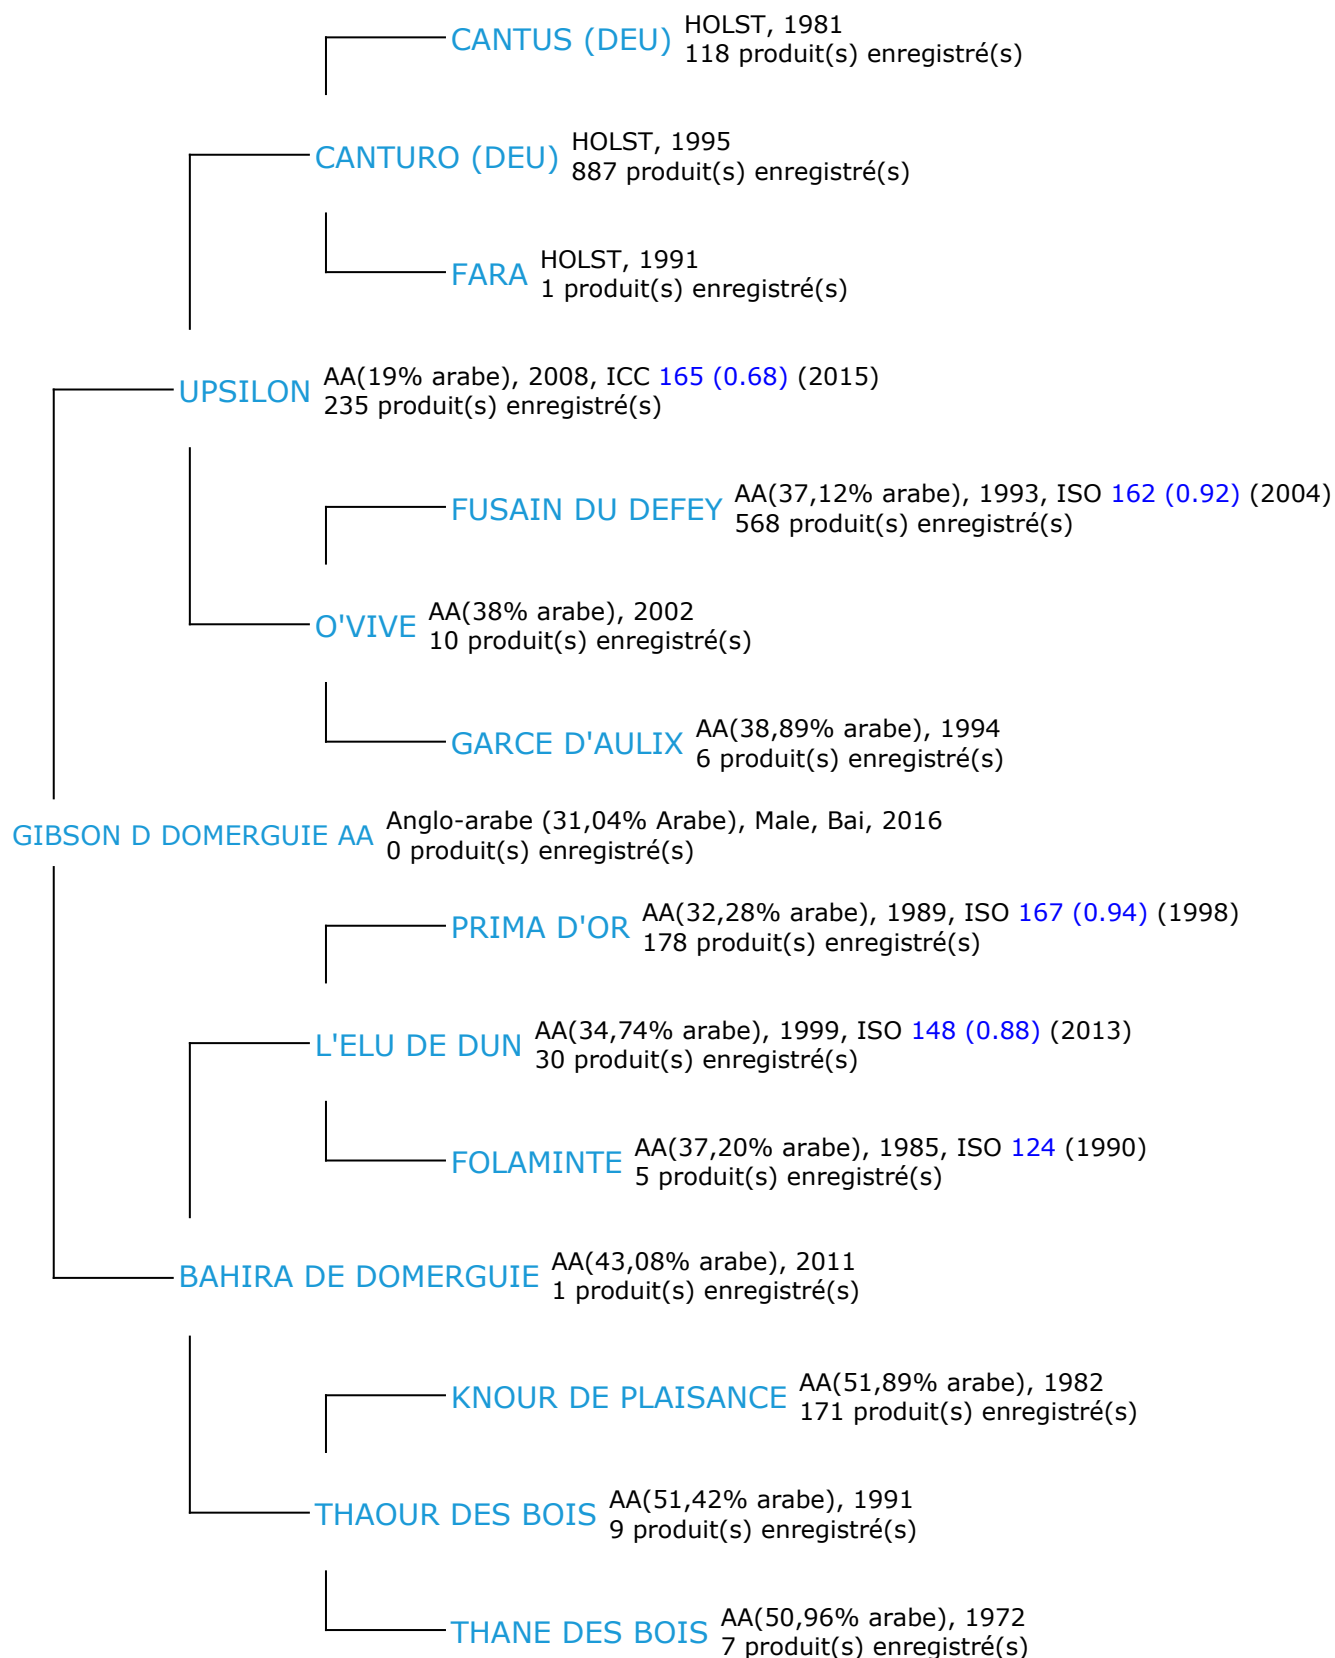 CANTUS (DEU) HOLST, 1981
118 produit(s) enregistré(s)
CANTURO (DEU) HOLST, 1995
887 produit(s) enregistré(s)
FARA HOLST, 1991
1 produit(s) enregistré(s)
UPSILON AA(19% arabe), 2008, ICC 165 (0.68) (2015)
235 produit(s) enregistré(s)
FUSAIN DU DEFEY AA(37,12% arabe), 1993, ISO 162 (0.92) (2004)
568 produit(s) enregistré(s)
O'VIVE AA(38% arabe), 2002
10 produit(s) enregistré(s)
GARCE D'AULIX AA(38,89% arabe), 1994
6 produit(s) enregistré(s)
GIBSON D DOMERGUIE AA Anglo-arabe (31,04% Arabe), Male, Bai, 2016
0 produit(s) enregistré(s)
PRIMA D'OR AA(32,28% arabe), 1989, ISO 167 (0.94) (1998)
178 produit(s) enregistré(s)
L'ELU DE DUN AA(34,74% arabe), 1999, ISO 148 (0.88) (2013)
30 produit(s) enregistré(s)
FOLAMINTE AA(37,20% arabe), 1985, ISO 124 (1990)
5 produit(s) enregistré(s)
BAHIRA DE DOMERGUIE AA(43,08% arabe), 2011
1 produit(s) enregistré(s)
KNOUR DE PLAISANCE AA(51,89% arabe), 1982
171 produit(s) enregistré(s)
THAOUR DES BOIS AA(51,42% arabe), 1991
9 produit(s) enregistré(s)
THANE DES BOIS AA(50,96% arabe), 1972
7 produit(s) enregistré(s)